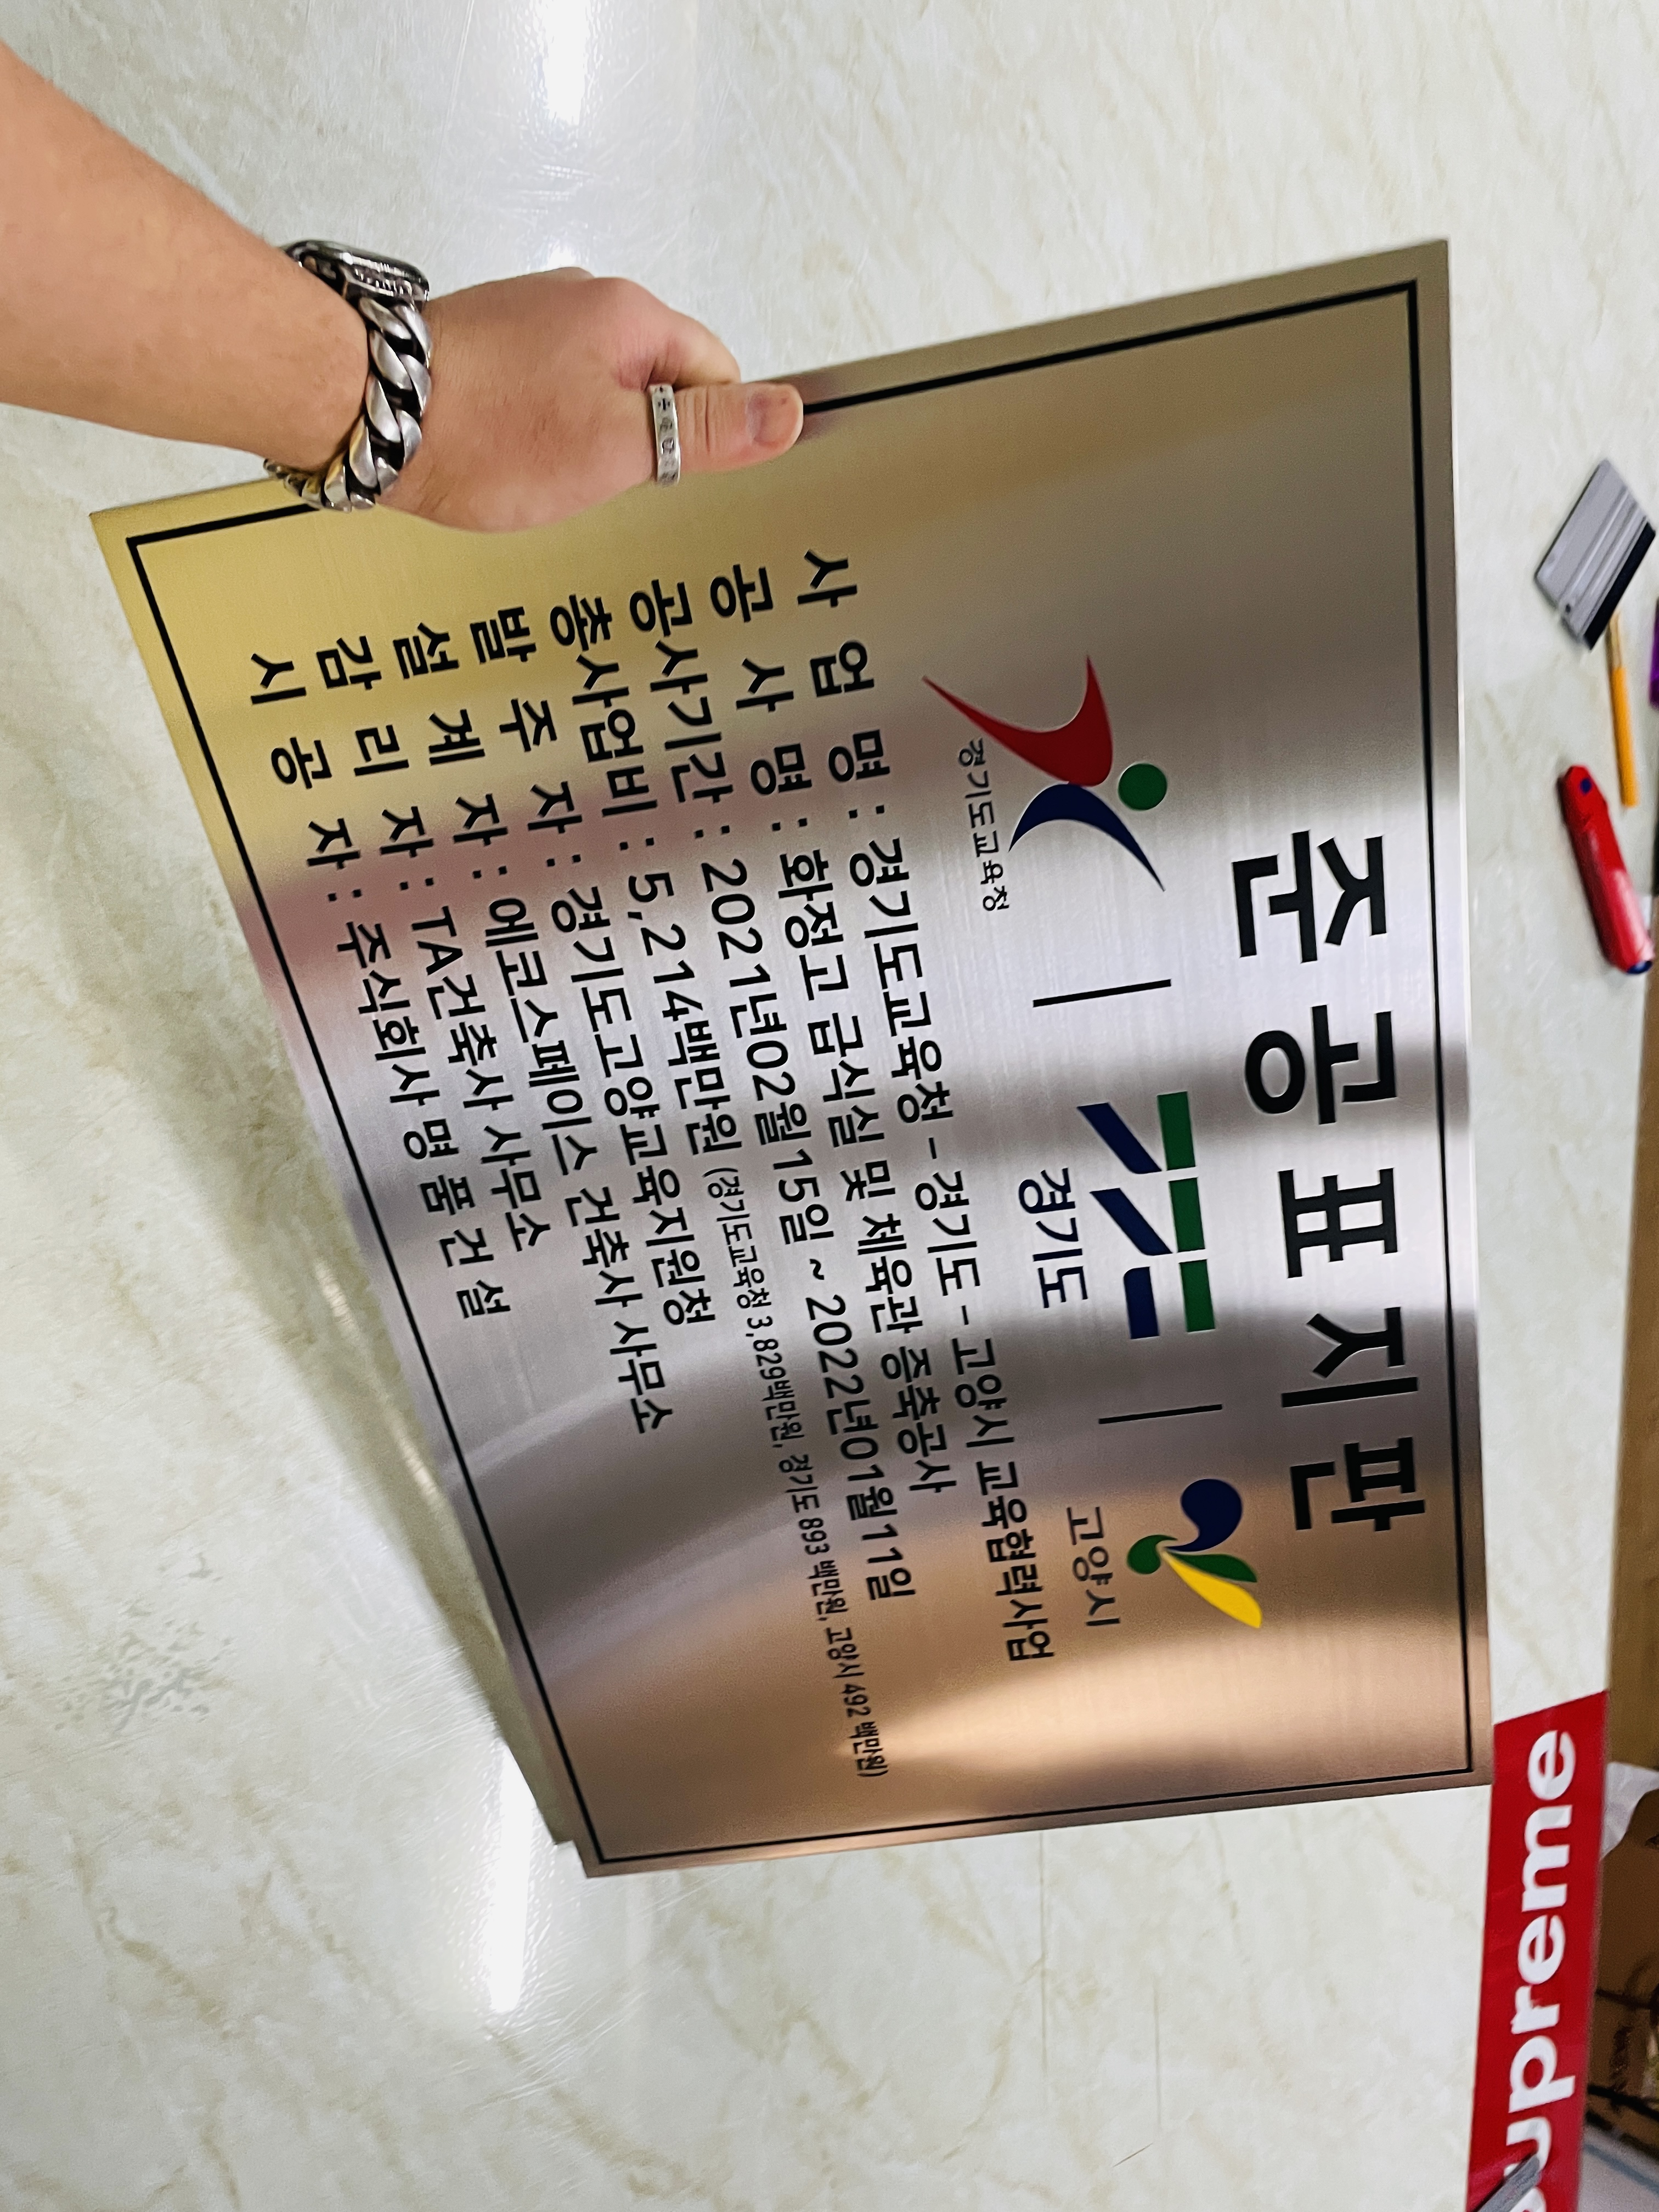 준공표지판
경기도교육청
경기도
고양시
사 업 명 : 경기도교육청 - 경기도 - 고양시 교육협력사업
공 사 명 : 화정고 급식실 및 체육관 증축공사
공사기간 : 2021년02월15일 ~ 2022년01월11일
총사업비 : 5,214백만원 (경기도교육청 3,829백만원, 경기도 893 백만원, 고양시 492 백만원)
발 주 자 : 경기도고양교육지원청
설 계 자 : 에코스페이스 건축사 사무소
감 리 자 : TA건축사 사무소
시 공 자 : 주식회사 명 품 건 설
supreme